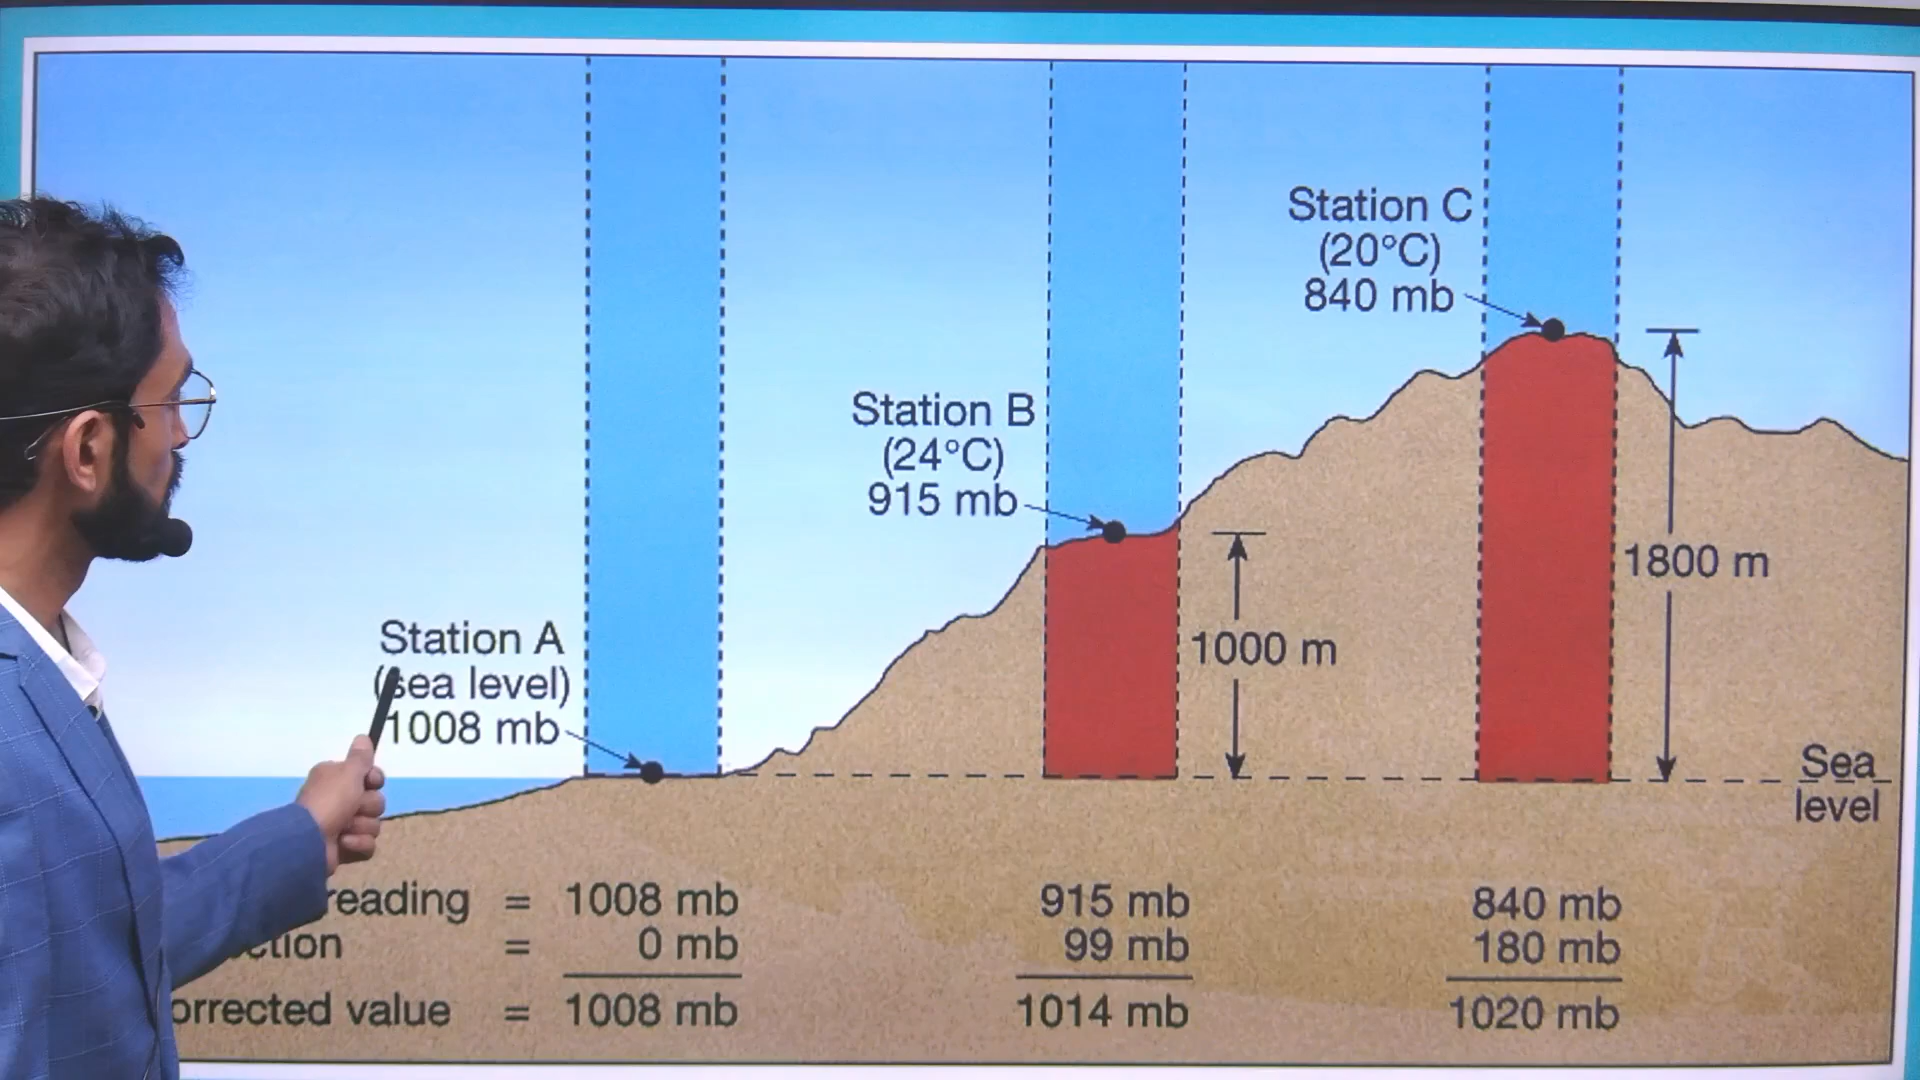 Station C
(20°C)
840 mb
Station B
(24°C)
915 mb
1800 m
1000 m
Station A
(sea level)
1008 mb
Sea
level
reading = 1008 mb 915 mb 840 mb
= 0 mb 99 mb 180 mb
value = 1008 mb 1014 mb 1020 mb